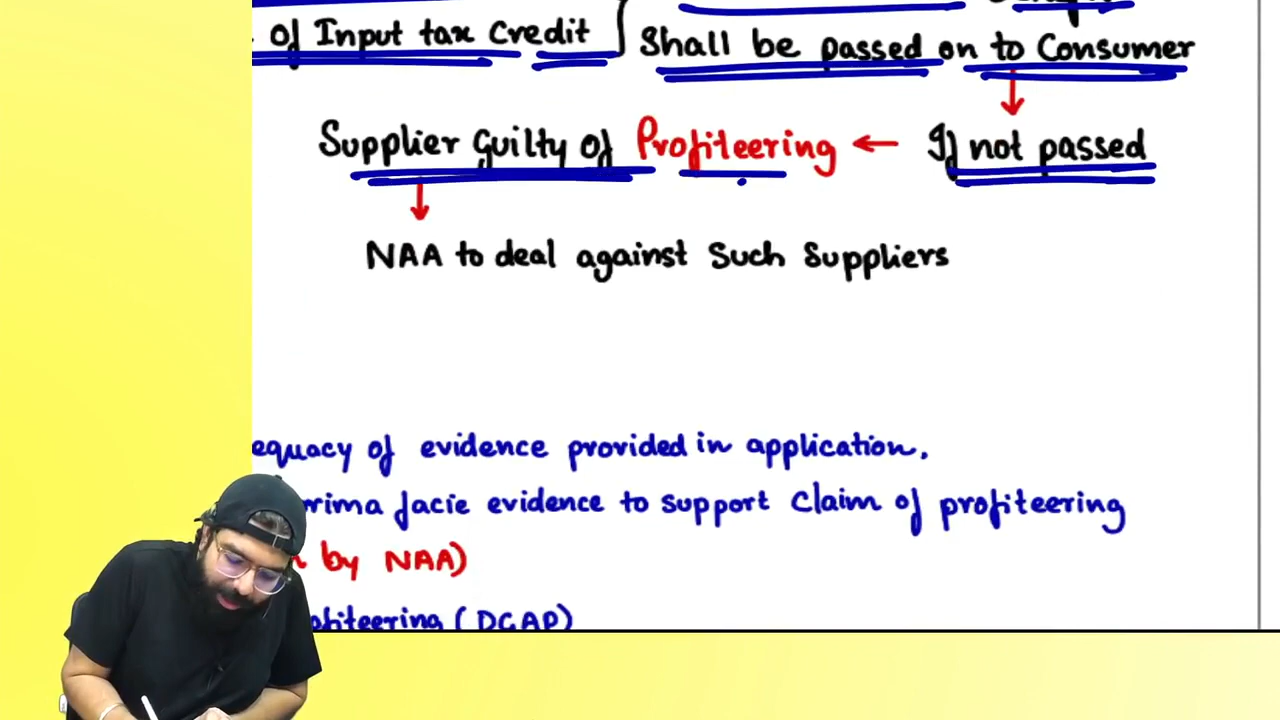 of Input tax Credit
Shall be passed on to Consumer
Supplier Guilty of Profiteering ← If not passed
NAA to deal against Such Suppliers
equacy of evidence provided in application.
rima facie evidence to support Claim of profiteering
by NAA)
ofiteering (DGAP)